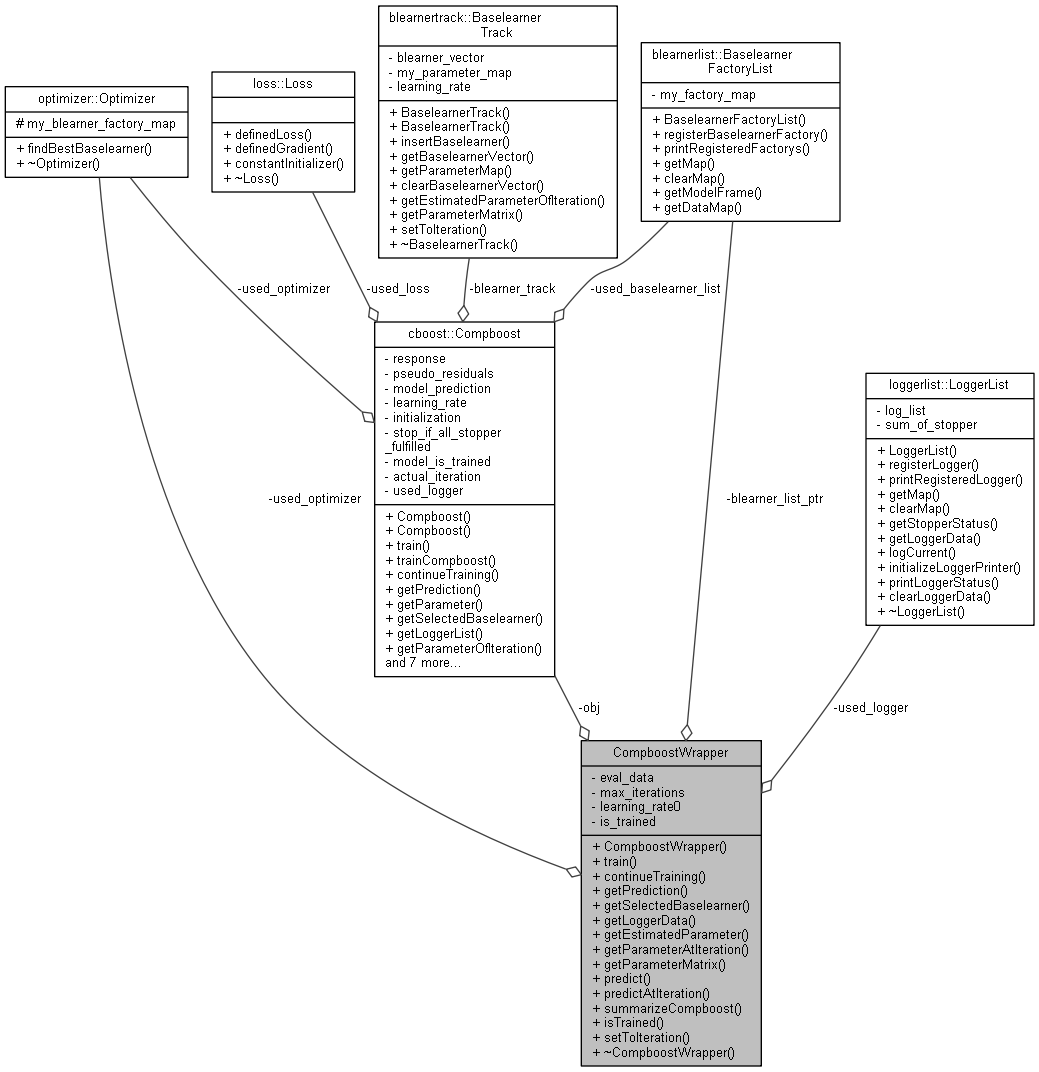 blearnertrack::Baselearner
Track
- blearner_vector
- my_parameter_map
- learning_rate
+ BaselearnerTrack()
+ BaselearnerTrack()
+ insertBaselearner()
+ getBaselearnerVector()
+ getParameterMap()
+ clearBaselearnerVector()
+ getEstimatedParameterOfIteration()
+ getParameterMatrix()
+ setToIteration()
+ ~BaselearnerTrack()
blearnerlist::Baselearner
FactoryList
- my_factory_map
+ BaselearnerFactoryList()
+ registerBaselearnerFactory()
+ printRegisteredFactorys()
+ getMap()
+ clearMap()
+ getModelFrame()
+ getDataMap()
loss::Loss
+ definedLoss()
+ definedGradient()
+ constantInitializer()
+ ~Loss()
optimizer::Optimizer
# my_blearner_factory_map
+ findBestBaselearner()
+ ~Optimizer()
-used_optimizer
-used_loss
-blearner_track
-used_baselearner_list
cboost::Compboost
- response
- pseudo_residuals
- model_prediction
- learning_rate
- initialization
- stop_if_all_stopper
_fulfilled
- model_is_trained
- actual_iteration
- used_logger
+ Compboost()
+ Compboost()
+ train()
+ trainCompboost()
+ continueTraining()
+ getPrediction()
+ getParameter()
+ getSelectedBaselearner()
+ getLoggerList()
+ getParameterOfIteration()
and 7 more...
loggerlist::LoggerList
- log_list
- sum_of_stopper
+ LoggerList()
+ registerLogger()
+ printRegisteredLogger()
+ getMap()
+ clearMap()
+ getStopperStatus()
+ getLoggerData()
+ logCurrent()
+ initializeLoggerPrinter()
+ printLoggerStatus()
+ clearLoggerData()
+ ~LoggerList()
-used_optimizer
-blearner_list_ptr
-obj
-used_logger
CompboostWrapper
- eval_data
- max_iterations
- learning_rate0
- is_trained
+ CompboostWrapper()
+ train()
+ continueTraining()
+ getPrediction()
+ getSelectedBaselearner()
+ getLoggerData()
+ getEstimatedParameter()
+ getParameterAtIteration()
+ getParameterMatrix()
+ predict()
+ predictAtIteration()
+ summarizeCompboost()
+ isTrained()
+ setToIteration()
+ ~CompboostWrapper()